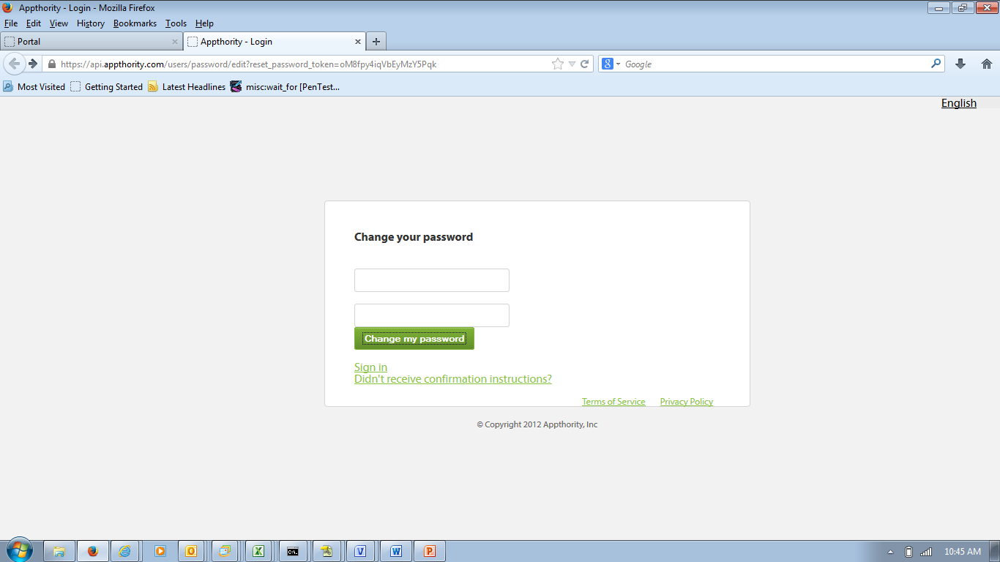 Appthority - Login - Mozilla Firefox
File Edit View History Bookmarks Tools Help
Portal
Appthority - Login
https://api.appthority.com/users/password/edit?reset_password_token=oM8fpy4iqVbEyMzY5Pqk
Google
Most Visited Getting Started Latest Headlines misc:wait_for [PenTest...
English
Change your password
Change my password
Sign in
Didn't receive confirmation instructions?
Terms of Service Privacy Policy
© Copyright 2012 Appthority, Inc
10:45 AM